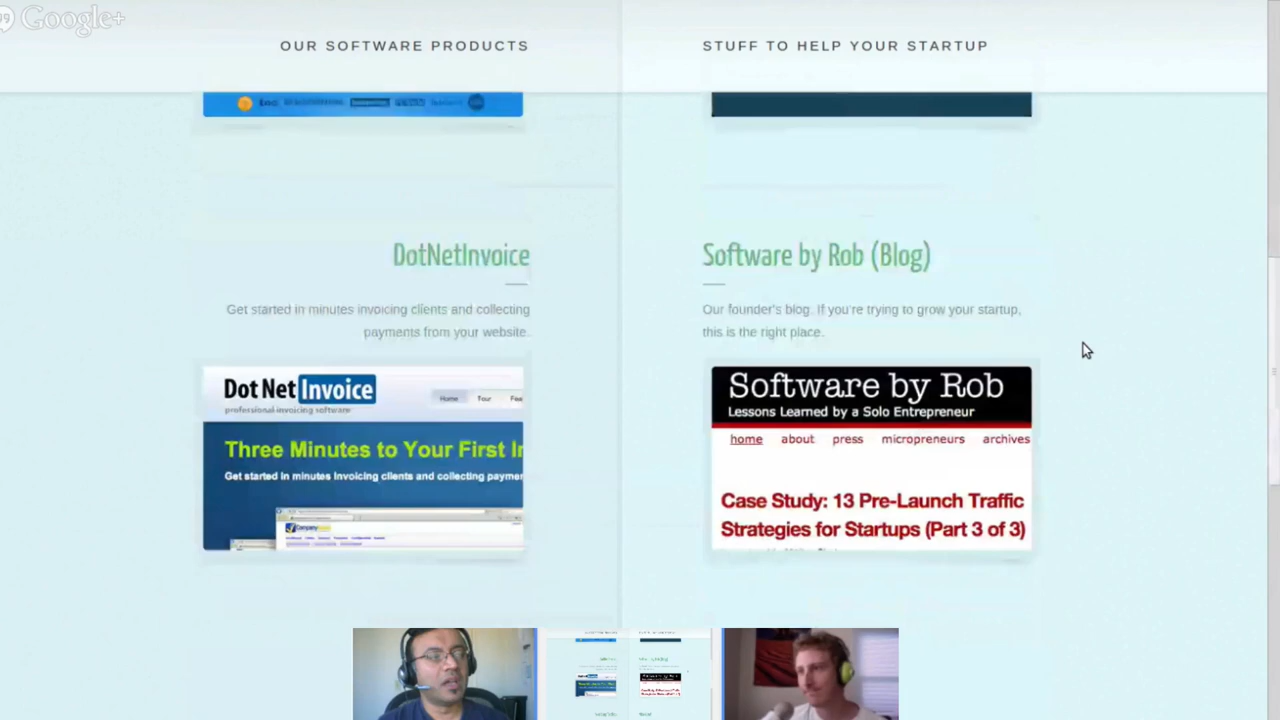 Google+
OUR SOFTWARE PRODUCTS
STUFF TO HELP YOUR STARTUP
DotNetInvoice
Get started in minutes invoicing clients and collecting
payments from your website.
Dot Net Invoice
professional invoicing software
Home Tour Fea
Three Minutes to Your First In
Get started in minutes Invoicing clients and collecting paymen
Software by Rob (Blog)
Our founder's blog. If you're trying to grow your startup,
this is the right place.
Software by Rob
Lessons Learned by a Solo Entrepreneur
home about press micropreneurs archives
Case Study: 13 Pre-Launch Traffic
Strategies for Startups (Part 3 of 3)